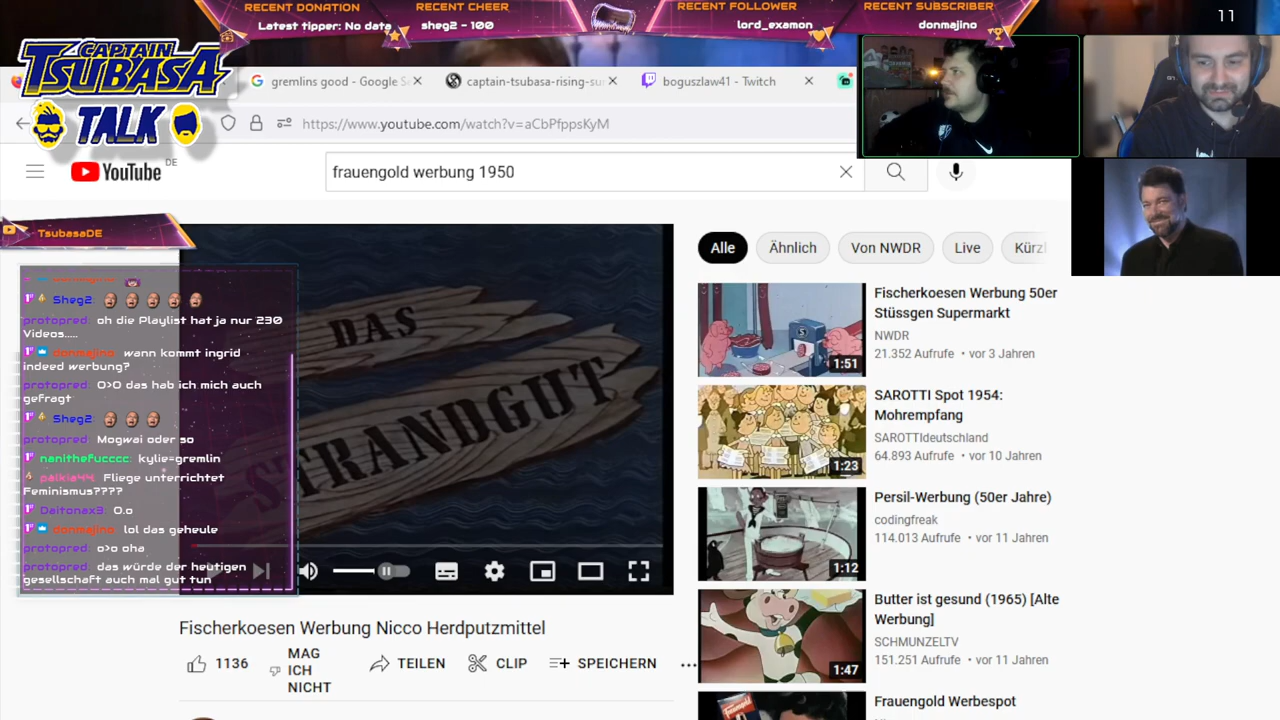 RECENT DONATION
Latest tipper: No data
RECENT CHEER
sheg2 - 100
RECENT FOLLOWER
lord_examon
RECENT SUBSCRIBER
donmajino
11
CAPTAIN
TSUBASA
TALK
gremlins good - Google Se
captain-tsubasa-rising-su
boguszlaw41 - Twitch
https://www.youtube.com/watch?v=aCbPfppsKyM
YouTube DE
frauengold werbung 1950
TsubasaDE
Sheg2:
protopred: oh die Playlist hat ja nur 230
Videos.....
donmajino: wann kommt ingrid
indeed werbung?
protopred: O>O das hab ich mich auch
gefragt
Sheg2:
protopred: Mogwai oder so
nanithefucccc: kylie=gremlin
palkia44: Fliege unterrichtet
Feminismus????
Daitonax3: O.o
donmajino: lol das geheule
protopred: o>o oha
protopred: das würde der heutigen
gesellschaft auch mal gut tun
DAS
STRANDGUT
Fischerkoesen Werbung Nicco Herdputzmittel
1136
MAG
ICH
NICHT
TEILEN
CLIP
SPEICHERN
Alle
Ähnlich
Von NWDR
Live
Kürzl
1:51
Fischerkoesen Werbung 50er
Stüssgen Supermarkt
NWDR
21.352 Aufrufe • vor 3 Jahren
1:23
SAROTTI Spot 1954:
Mohrempfang
SAROTTIdeutschland
64.893 Aufrufe • vor 10 Jahren
1:12
Persil-Werbung (50er Jahre)
codingfreak
114.013 Aufrufe • vor 11 Jahren
1:47
Butter ist gesund (1965) [Alte
Werbung]
SCHMUNZELTV
151.251 Aufrufe • vor 11 Jahren
Frauengold Werbespot